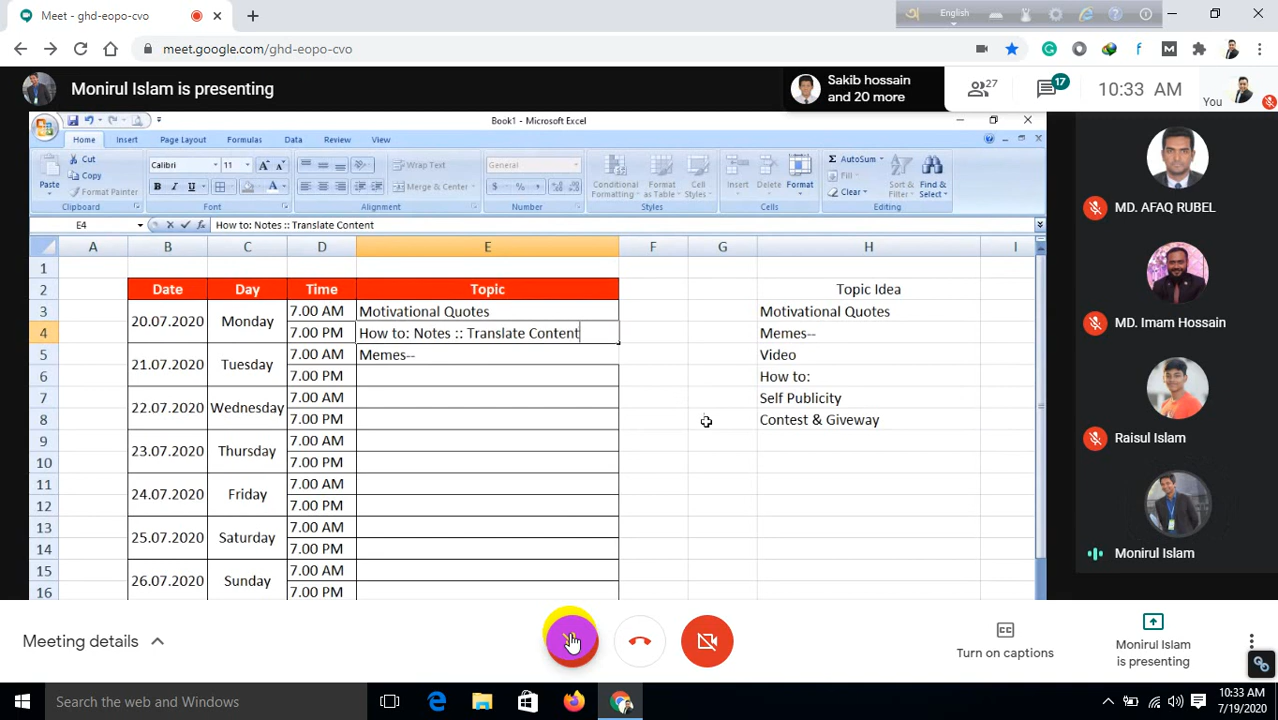 Meet - ghd-eopo-cvo
অ English
meet.google.com/ghd-eopo-cvo
Monirul Islam is presenting
Sakib hossain
and 20 more
27
17
10:33 AM
You
Book1 - Microsoft Excel
Home Insert Page Layout Formulas Data Review View
Paste
Cut
Copy
Format Painter
Clipboard
Calibri 11
B I U
Font
Wrap Text
Merge & Center
Alignment
General
Number
Conditional Formatting
Format as Table
Cell Styles
Styles
Insert Delete Format
Cells
AutoSum
Fill
Clear
Sort & Filter
Find & Select
Editing
E4 How to: Notes :: Translate Content
A B C D E F G H I
1
2 Date Day Time Topic Topic Idea
3 20.07.2020 Monday 7.00 AM Motivational Quotes Motivational Quotes
4 7.00 PM How to: Notes :: Translate Content Memes--
5 21.07.2020 Tuesday 7.00 AM Memes-- Video
6 7.00 PM How to:
7 22.07.2020 Wednesday 7.00 AM Self Publicity
8 7.00 PM Contest & Giveway
9 23.07.2020 Thursday 7.00 AM
10 7.00 PM
11 24.07.2020 Friday 7.00 AM
12 7.00 PM
13 25.07.2020 Saturday 7.00 AM
14 7.00 PM
15 26.07.2020 Sunday 7.00 AM
16 7.00 PM
MD. AFAQ RUBEL
MD. Imam Hossain
Raisul Islam
Monirul Islam
Meeting details
CC
Turn on captions
Monirul Islam
is presenting
Search the web and Windows
10:33 AM
7/19/2020